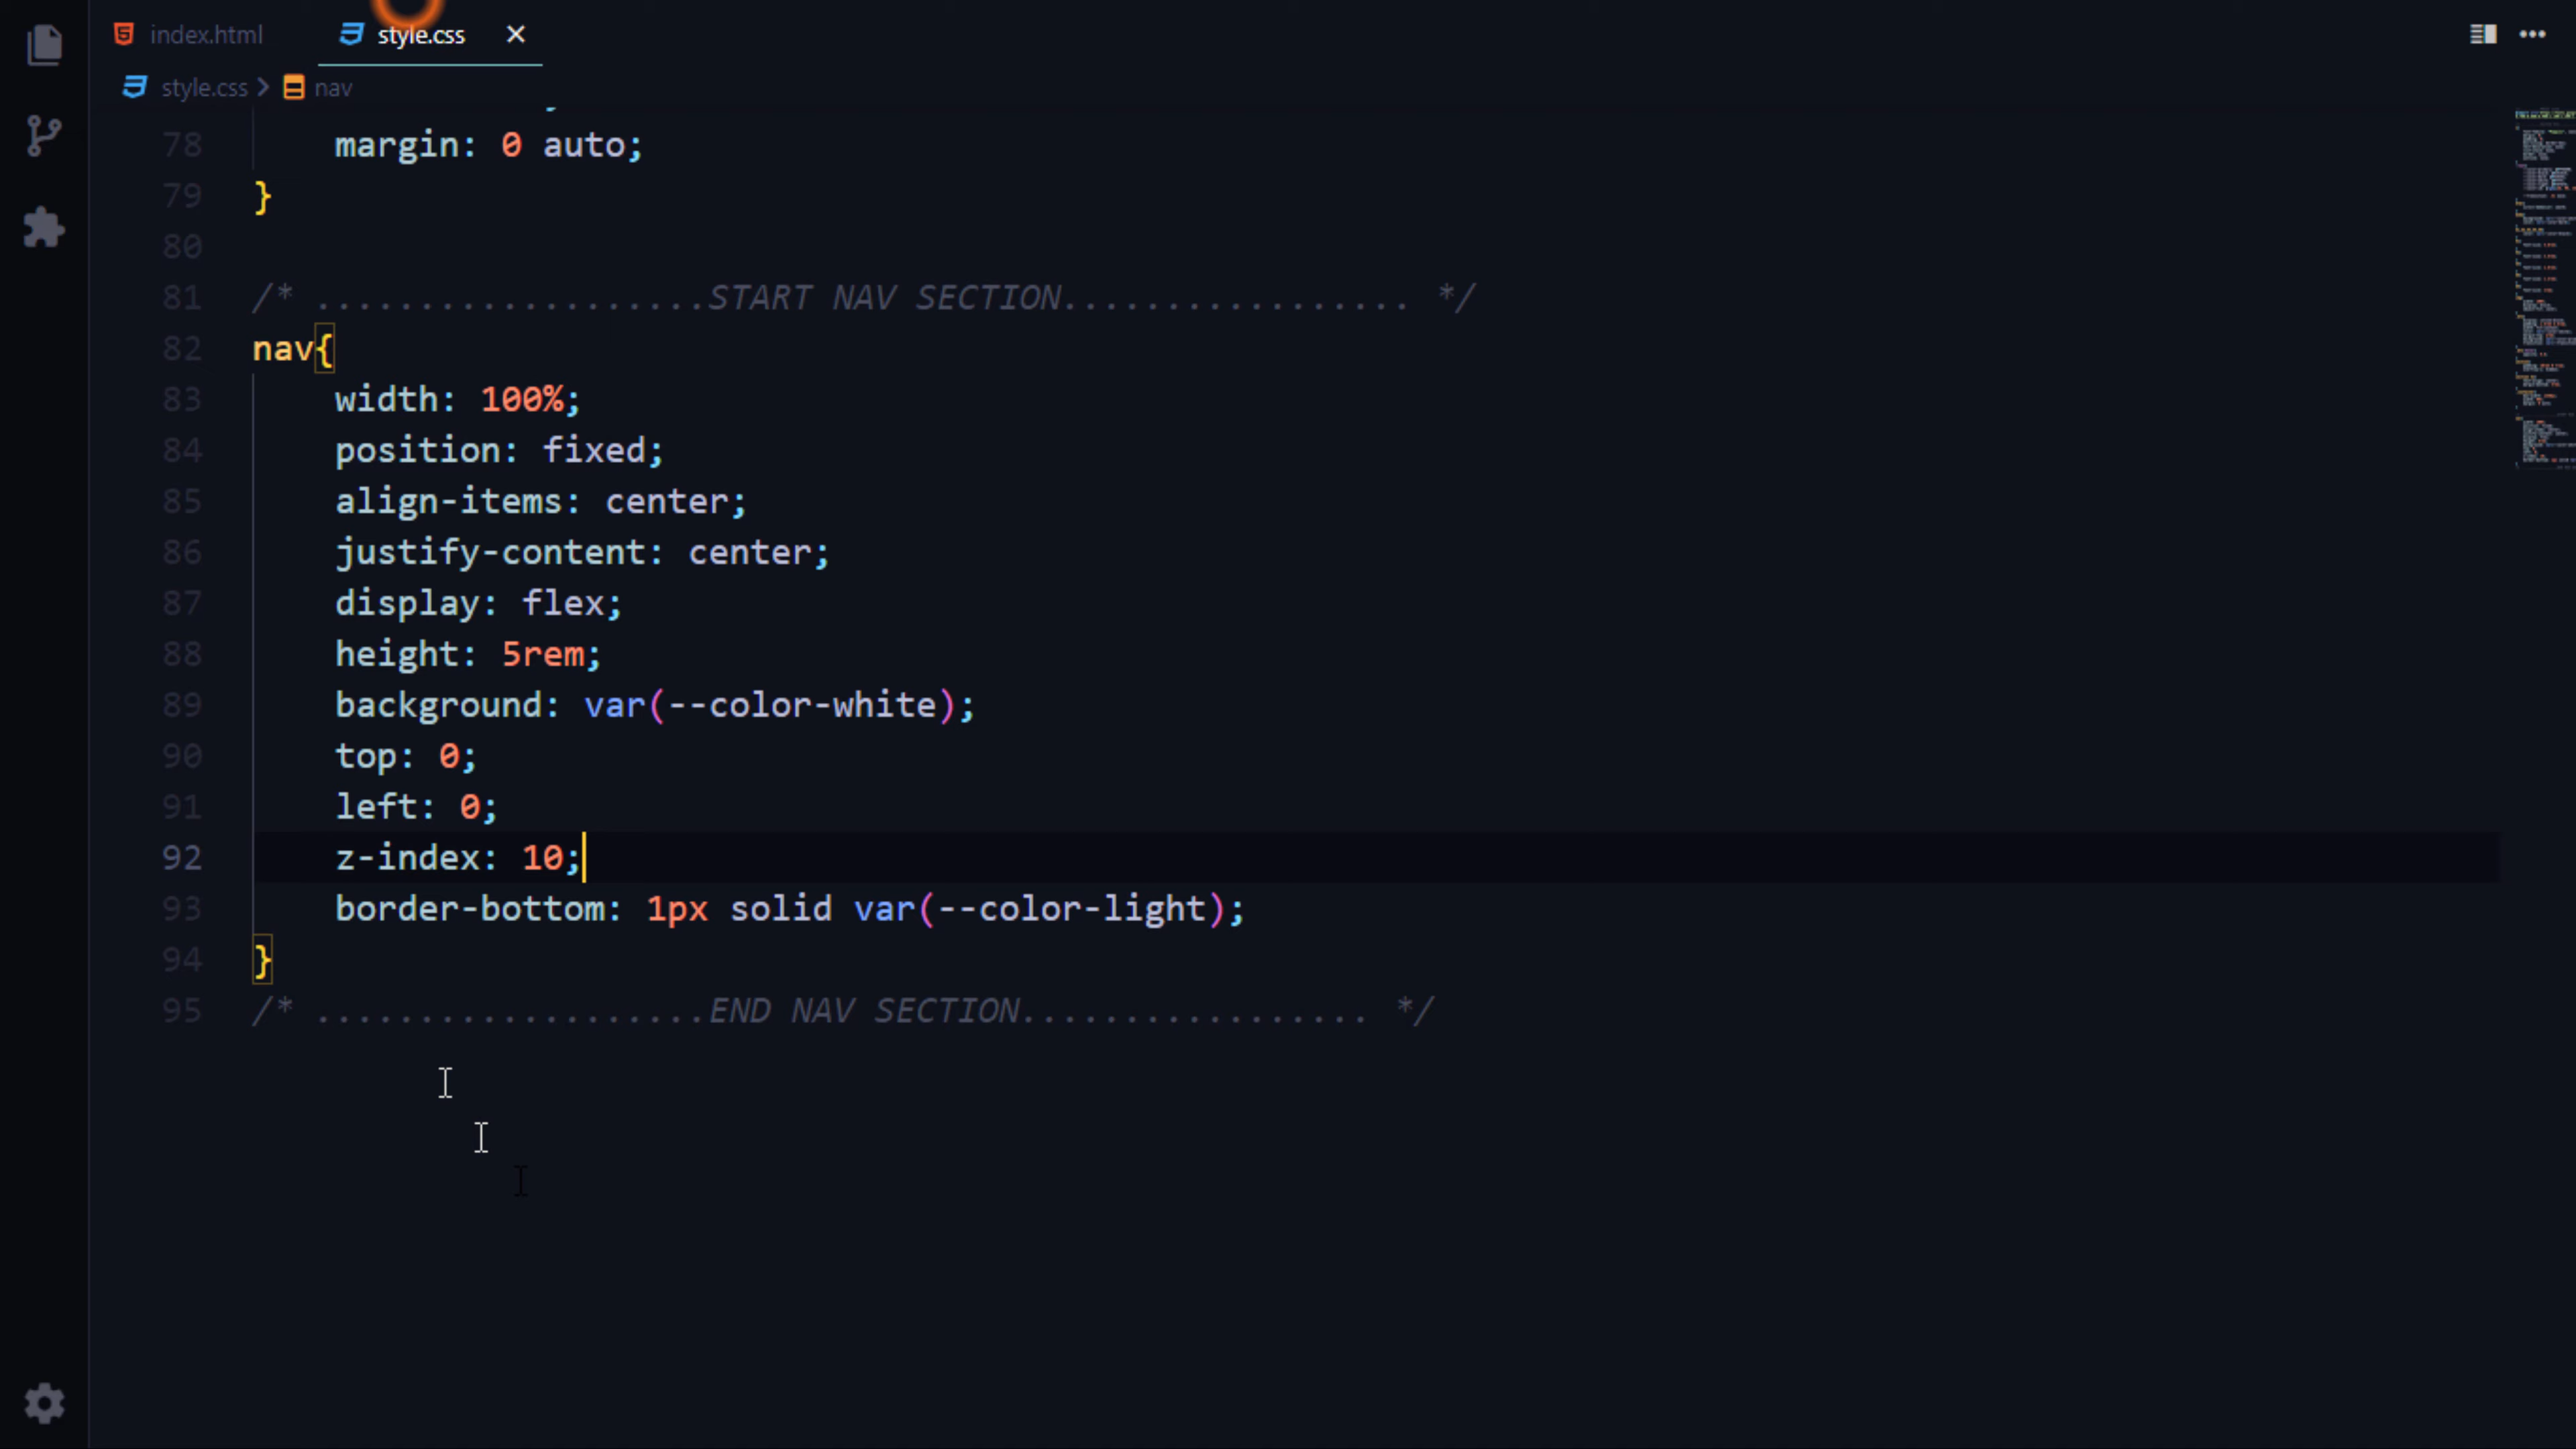 index.html
style.css
style.css > nav
78 margin: 0 auto;
79 }
80
81 /* ...................START NAV SECTION................. */
82 nav{
83 width: 100%;
84 position: fixed;
85 align-items: center;
86 justify-content: center;
87 display: flex;
88 height: 5rem;
89 background: var(--color-white);
90 top: 0;
91 left: 0;
92 z-index: 10;
93 border-bottom: 1px solid var(--color-light);
94 }
95 /* ...................END NAV SECTION................. */